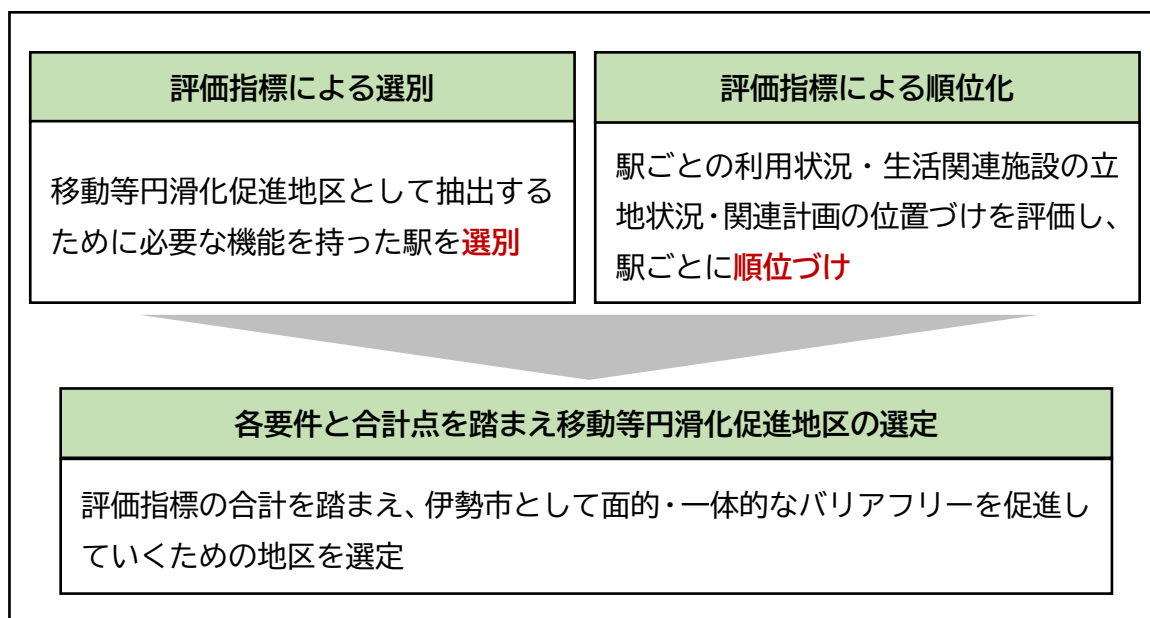 評価指標による選別
移動等円滑化促進地区として抽出する
ために必要な機能を持った駅を選別
評価指標による順位化
駅ごとの利用状況・生活関連施設の立
地状況・関連計画の位置づけを評価し、
駅ごとに順位づけ
各要件と合計点を踏まえ移動等円滑化促進地区の選定
評価指標の合計を踏まえ、伊勢市として面的・一体的なバリアフリーを促進し
ていくための地区を選定